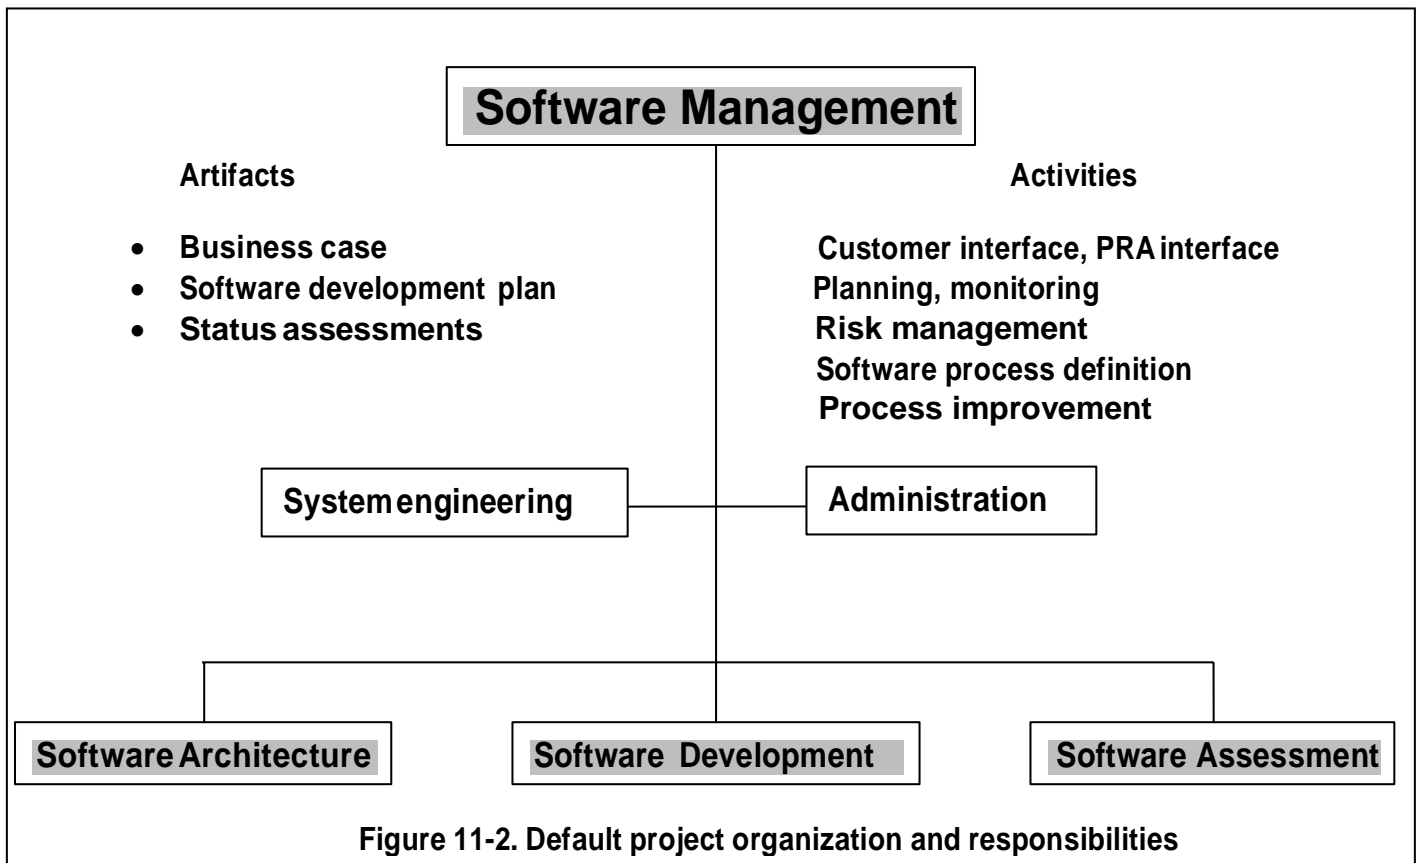 Software Management
Artifacts
Activities
• Business case
• Software development plan
• Status assessments
Customer interface, PRA interface
Planning, monitoring
Risk management
Software process definition
Process improvement
System engineering
Administration
Software Architecture
Software Development
Software Assessment
Figure 11-2. Default project organization and responsibilities